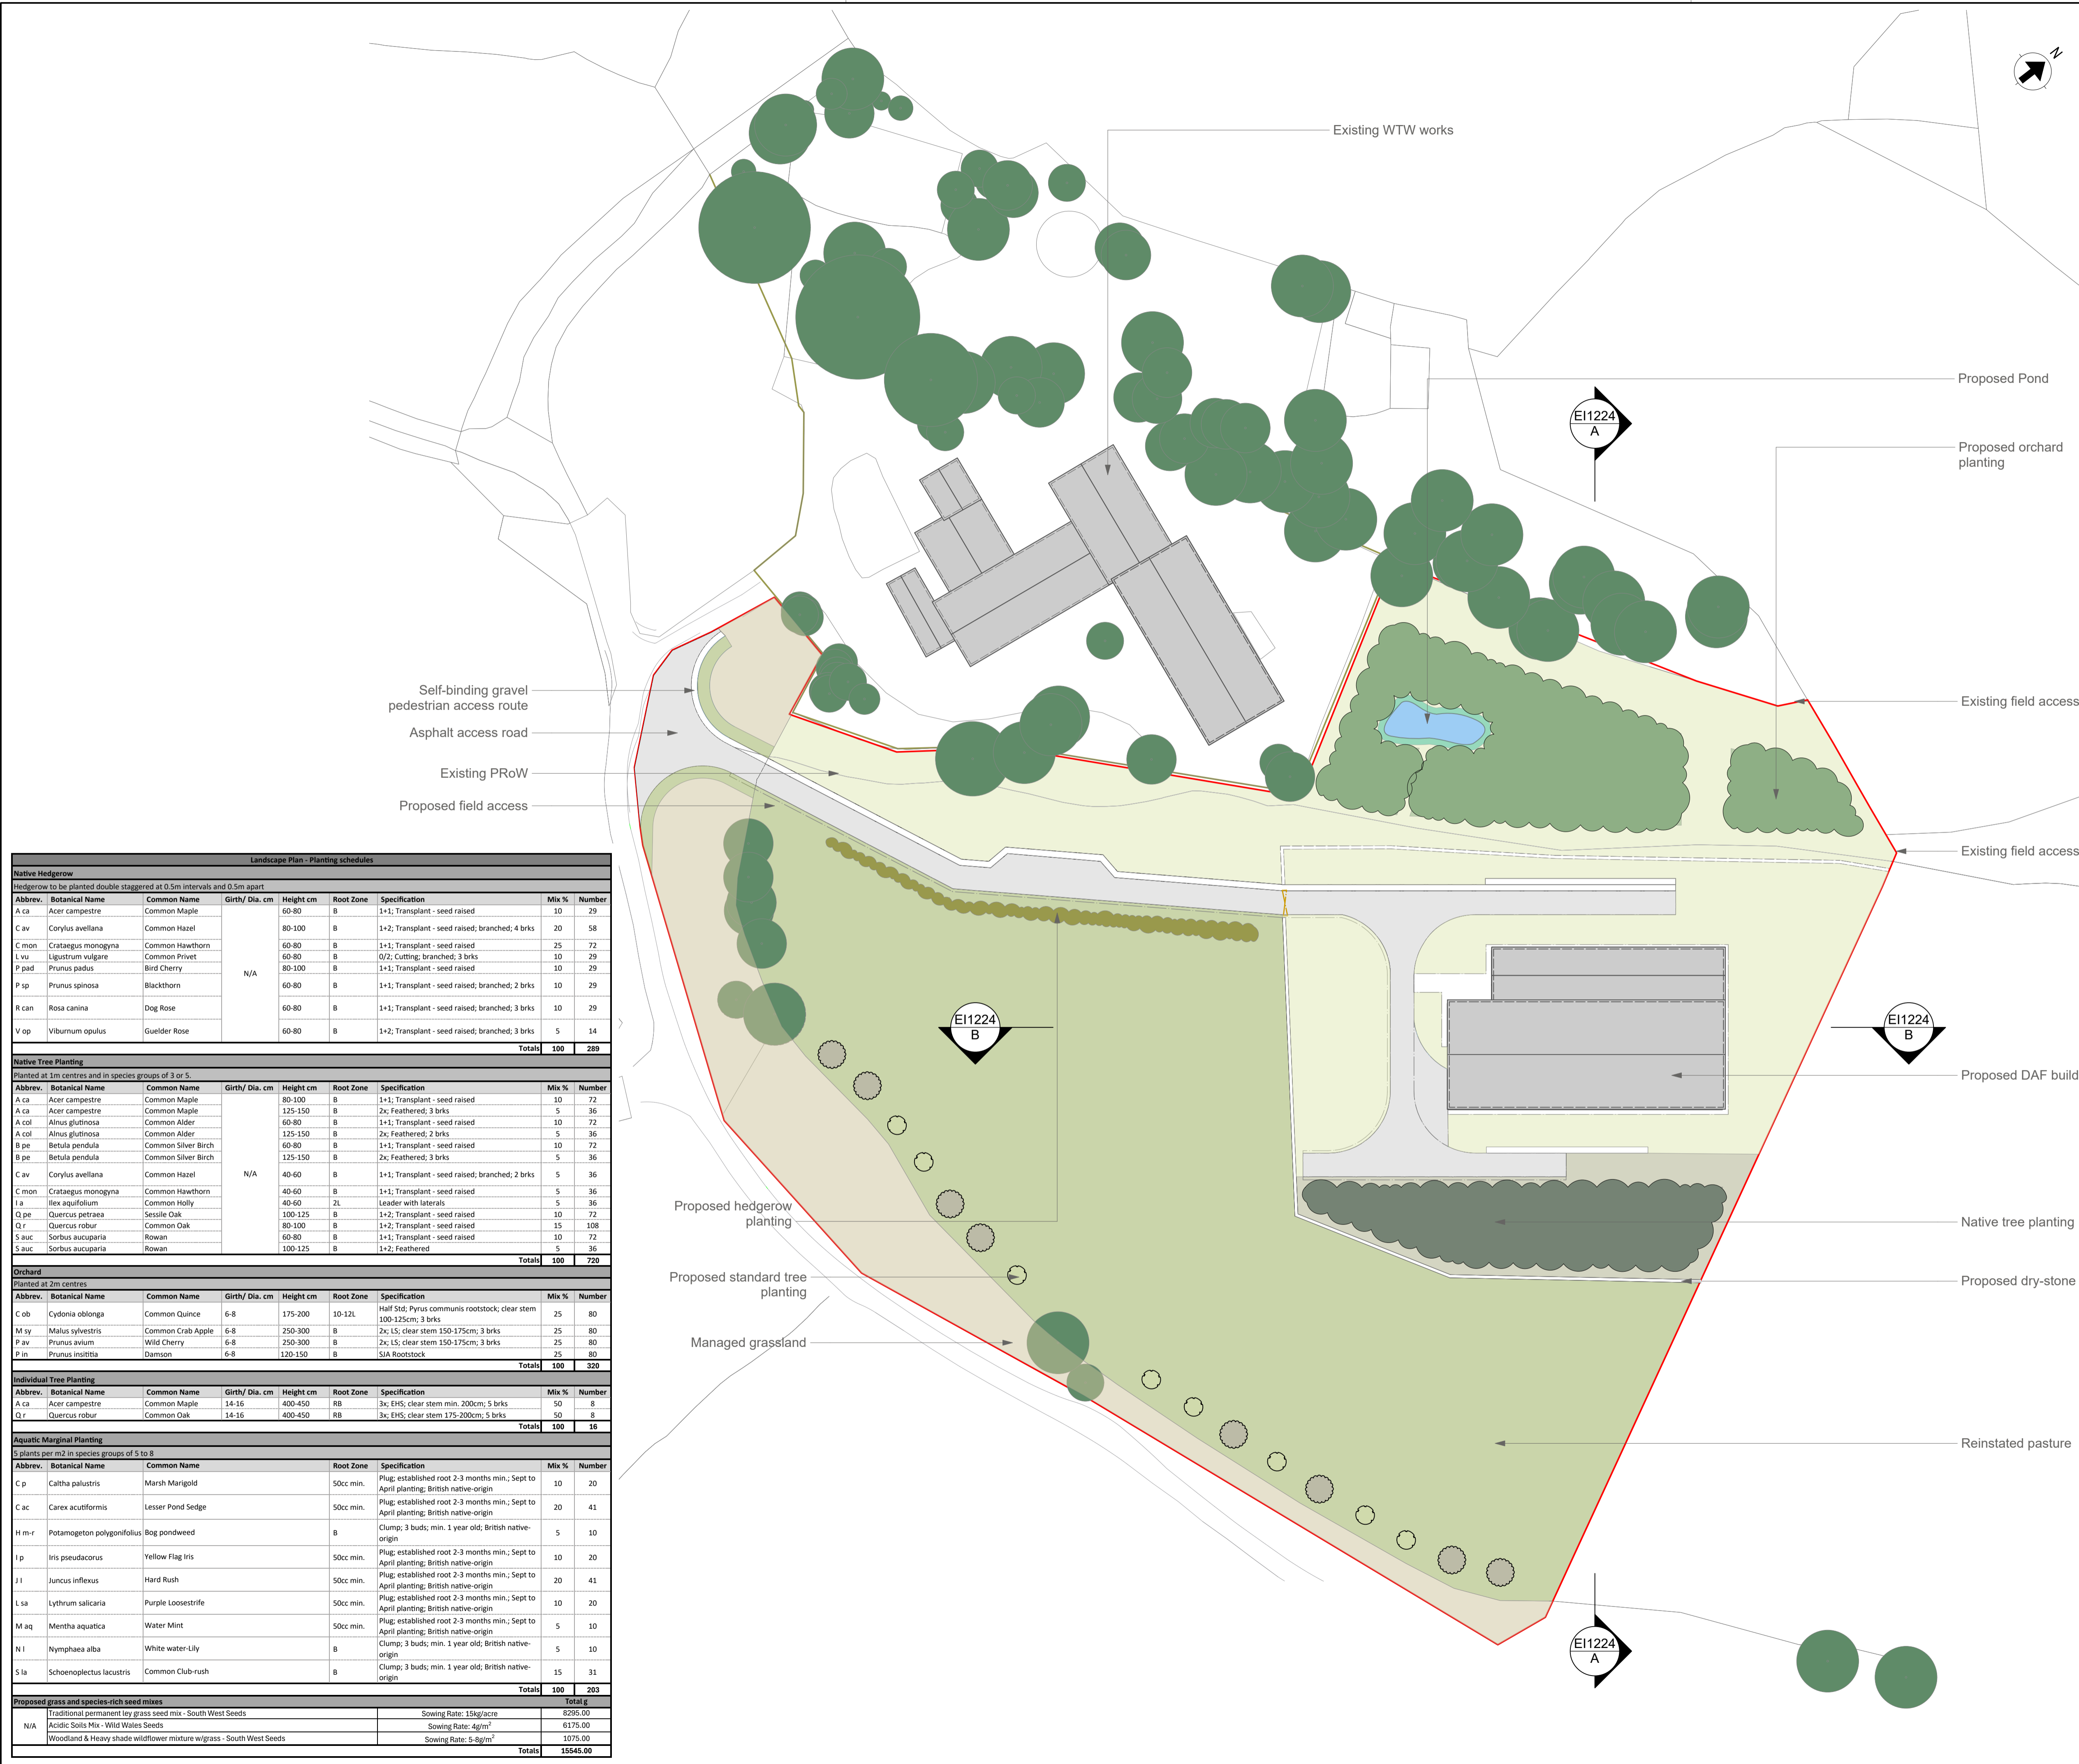 N
Existing WTW works
Proposed Pond
EI1224
A
Proposed orchard
planting
Self-binding gravel
pedestrian access route
Existing field access
Asphalt access road
Existing PRoW
Proposed field access
Existing field access
EI1224
B
EI1224
B
Proposed DAF build
Proposed hedgerow
planting
Native tree planting
Proposed standard tree
planting
Proposed dry-stone
Managed grassland
Reinstated pasture
EI1224
A
Landscape Plan - Planting schedules
Native Hedgerow
Hedgerow to be planted double staggered at 0.5m intervals and 0.5m apart
Abbrev. Botanical Name Common Name Girth/ Dia. cm Height cm Root Zone Specification Mix % Number
A ca Acer campestre Common Maple 60-80 B 1+1; Transplant - seed raised 10 29
C av Corylus avellana Common Hazel 80-100 B 1+2; Transplant - seed raised; branched; 4 brks 20 58
C mon Crataegus monogyna Common Hawthorn 60-80 B 1+1; Transplant - seed raised 25 72
L vu Ligustrum vulgare Common Privet 60-80 B 0/2; Cutting; branched; 3 brks 10 29
P pad Prunus padus Bird Cherry 80-100 B 1+1; Transplant - seed raised 10 29
N/A
P sp Prunus spinosa Blackthorn 60-80 B 1+1; Transplant - seed raised; branched; 2 brks 10 29
R can Rosa canina Dog Rose 60-80 B 1+1; Transplant - seed raised; branched; 3 brks 10 29
V op Viburnum opulus Guelder Rose 60-80 B 1+2; Transplant - seed raised; branched; 3 brks 5 14
Totals 100 289
Native Tree Planting
Planted at 1m centres and in species groups of 3 or 5.
Abbrev. Botanical Name Common Name Girth/ Dia. cm Height cm Root Zone Specification Mix % Number
A ca Acer campestre Common Maple 80-100 B 1+1; Transplant - seed raised 10 72
A ca Acer campestre Common Maple 125-150 B 2x; Feathered; 3 brks 5 36
A col Alnus glutinosa Common Alder 60-80 B 1+1; Transplant - seed raised 10 72
A col Alnus glutinosa Common Alder 125-150 B 2x; Feathered; 2 brks 5 36
B pe Betula pendula Common Silver Birch 60-80 B 1+1; Transplant - seed raised 10 72
B pe Betula pendula Common Silver Birch 125-150 B 2x; Feathered; 3 brks 5 36
C av Corylus avellana Common Hazel N/A 40-60 B 1+1; Transplant - seed raised; branched; 2 brks 5 36
C mon Crataegus monogyna Common Hawthorn 40-60 B 1+1; Transplant - seed raised 5 36
I a Ilex aquifolium Common Holly 40-60 2L Leader with laterals 5 36
Q pe Quercus petraea Sessile Oak 100-125 B 1+2; Transplant - seed raised 10 72
Q r Quercus robur Common Oak 80-100 B 1+2; Transplant - seed raised 15 108
S auc Sorbus aucuparia Rowan 60-80 B 1+1; Transplant - seed raised 10 72
S auc Sorbus aucuparia Rowan 100-125 B 1+2; Feathered 5 36
Totals 100 720
Orchard
Planted at 2m centres
Abbrev. Botanical Name Common Name Girth/ Dia. cm Height cm Root Zone Specification Mix % Number
C ob Cydonia oblonga Common Quince 6-8 175-200 10-12L Half Std; Pyrus communis rootstock; clear stem 25 80
100-125cm; 3 brks
M sy Malus sylvestris Common Crab Apple 6-8 250-300 B 2x; LS; clear stem 150-175cm; 3 brks 25 80
P av Prunus avium Wild Cherry 6-8 250-300 B 2x; LS; clear stem 150-175cm; 3 brks 25 80
P in Prunus insititia Damson 6-8 120-150 B SJA Rootstock 25 80
Totals 100 320
Individual Tree Planting
Abbrev. Botanical Name Common Name Girth/ Dia. cm Height cm Root Zone Specification Mix % Number
A ca Acer campestre Common Maple 14-16 400-450 RB 3x; EHS; clear stem min. 200cm; 5 brks 50 8
Q r Quercus robur Common Oak 14-16 400-450 RB 3x; EHS; clear stem 175-200cm; 5 brks 50 8
Totals 100 16
Aquatic Marginal Planting
5 plants per m2 in species groups of 5 to 8
Abbrev. Botanical Name Common Name Root Zone Specification Mix % Number
C p Caltha palustris Marsh Marigold 50cc min. Plug; established root 2-3 months min.; Sept to 10 20
April planting; British native-origin
C ac Carex acutiformis Lesser Pond Sedge 50cc min. Plug; established root 2-3 months min.; Sept to 20 41
April planting; British native-origin
H m-r Potamogeton polygonifolius Bog pondweed B Clump; 3 buds; min. 1 year old; British native- 5 10
origin
I p Iris pseudacorus Yellow Flag Iris 50cc min. Plug; established root 2-3 months min.; Sept to 10 20
April planting; British native-origin
J I Juncus inflexus Hard Rush 50cc min. Plug; established root 2-3 months min.; Sept to 20 41
April planting; British native-origin
L sa Lythrum salicaria Purple Loosestrife 50cc min. Plug; established root 2-3 months min.; Sept to 10 20
April planting; British native-origin
M aq Mentha aquatica Water Mint 50cc min. Plug; established root 2-3 months min.; Sept to 5 10
April planting; British native-origin
N l Nymphaea alba White water-Lily B Clump; 3 buds; min. 1 year old; British native- 5 10
origin
S la Schoenoplectus lacustris Common Club-rush B Clump; 3 buds; min. 1 year old; British native- 15 31
origin
Totals 100 203
Proposed grass and species-rich seed mixes Total g
Traditional permanent ley grass seed mix - South West Seeds Sowing Rate: 15kg/acre 8295.00
N/A Acidic Soils Mix - Wild Wales Seeds Sowing Rate: 4g/m² 6175.00
Woodland & Heavy shade wildflower mixture w/grass - South West Seeds Sowing Rate: 5-8g/m² 1075.00
Totals 15545.00